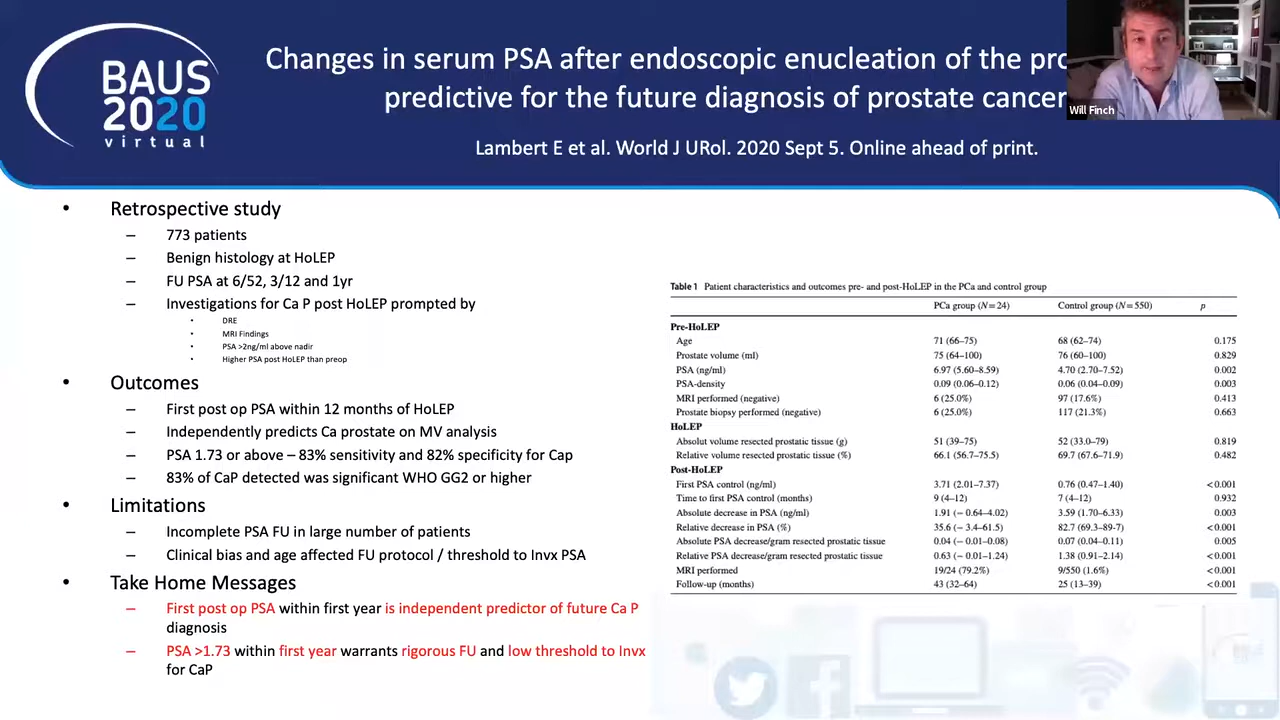 BAUS
2020
virtual
Changes in serum PSA after endoscopic enucleation of the pro
predictive for the future diagnosis of prostate cancer
Lambert E et al. World J URol. 2020 Sept 5. Online ahead of print.
Will Finch
• Retrospective study
– 773 patients
– Benign histology at HoLEP
– FU PSA at 6/52, 3/12 and 1yr
– Investigations for Ca P post HoLEP prompted by
• DRE
• MRI Findings
• PSA >2ng/ml above nadir
• Higher PSA post HoLEP than preop
• Outcomes
– First post op PSA within 12 months of HoLEP
– Independently predicts Ca prostate on MV analysis
– PSA 1.73 or above – 83% sensitivity and 82% specificity for Cap
– 83% of CaP detected was significant WHO GG2 or higher
• Limitations
– Incomplete PSA FU in large number of patients
– Clinical bias and age affected FU protocol / threshold to Invx PSA
• Take Home Messages
– First post op PSA within first year is independent predictor of future Ca P
diagnosis
– PSA >1.73 within first year warrants rigorous FU and low threshold to Invx
for CaP
Table 1 Patient characteristics and outcomes pre- and post-HoLEP in the PCa and control group
PCa group (N=24) Control group (N=550) p
Pre-HoLEP
Age 71 (66–75) 68 (62–74) 0.175
Prostate volume (ml) 75 (64–100) 76 (60–100) 0.829
PSA (ng/ml) 6.97 (5.60–8.59) 4.70 (2.70–7.52) 0.002
PSA-density 0.09 (0.06–0.12) 0.06 (0.04–0.09) 0.003
MRI performed (negative) 6 (25.0%) 97 (17.6%) 0.413
Prostate biopsy performed (negative) 6 (25.0%) 117 (21.3%) 0.663
HoLEP
Absolut volume resected prostatic tissue (g) 51 (39–75) 52 (33.0–79) 0.819
Relative volume resected prostatic tissue (%) 66.1 (56.7–75.5) 69.7 (67.6–71.9) 0.482
Post-HoLEP
First PSA control (ng/ml) 3.71 (2.01–7.37) 0.76 (0.47–1.40) <0.001
Time to first PSA control (months) 9 (4–12) 7 (4–12) 0.932
Absolute decrease in PSA (ng/ml) 1.91 (− 0.64–4.02) 3.59 (1.70–6.33) 0.003
Relative decrease in PSA (%) 35.6 (− 3.4–61.5) 82.7 (69.3–89-7) <0.001
Absolute PSA decrease/gram resected prostatic tissue 0.04 (− 0.01–0.08) 0.07 (0.04–0.11) 0.005
Relative PSA decrease/gram resected prostatic tissue 0.63 (− 0.01–1.24) 1.38 (0.91–2.14) <0.001
MRI performed 19/24 (79.2%) 9/550 (1.6%) <0.001
Follow-up (months) 43 (32–64) 25 (13–39) <0.001